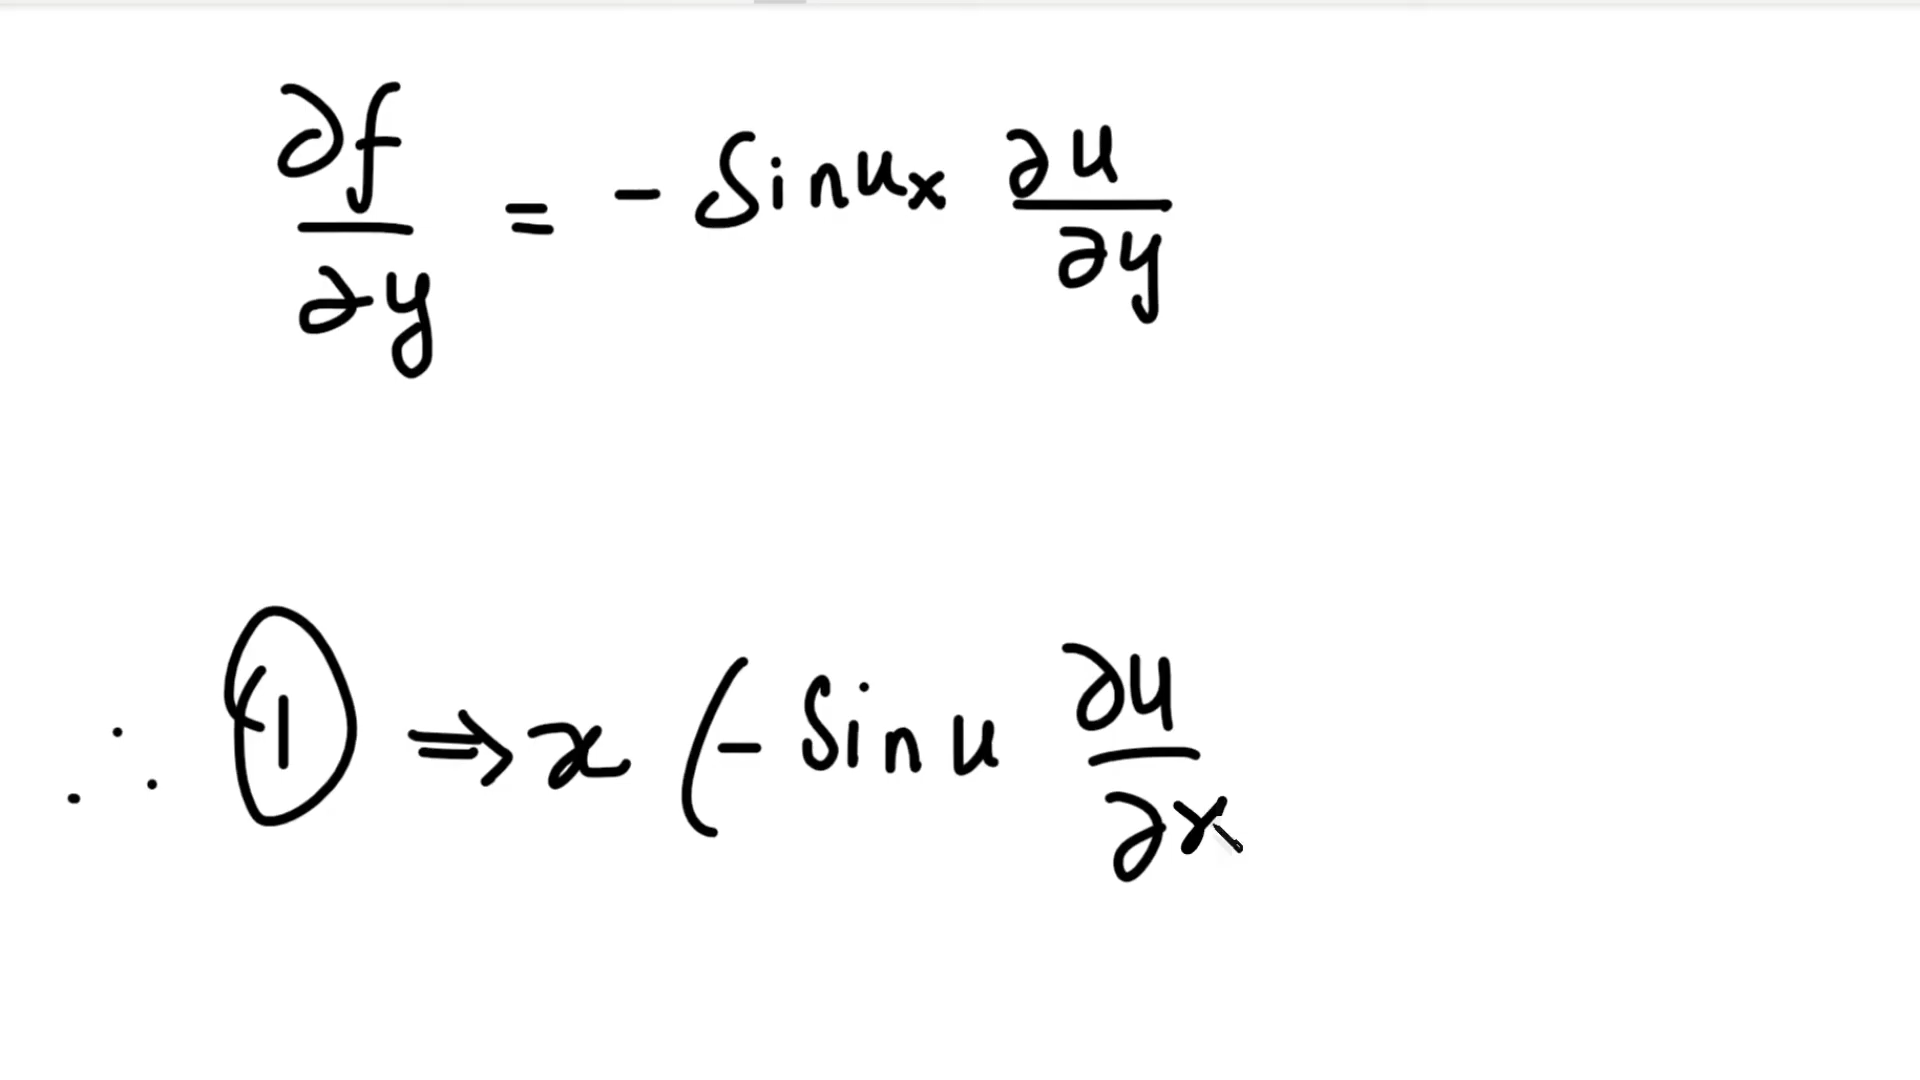 ∂f/∂y = - Sin u × ∂u/∂y
∴ (1) ⇒ x (- Sin u ∂u/∂x